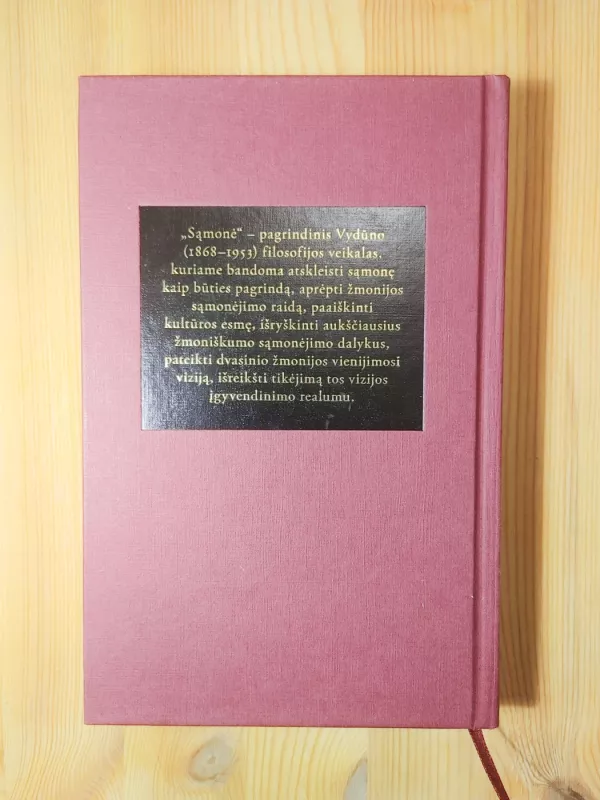 „Sąmonė“ – pagrindinis Vydūno
(1868–1953) filosofijos veikalas,
kuriame bandoma atskleisti sąmonę
kaip būties pagrindą, aprėpti žmonijos
sąmonėjimo raidą, paaiškinti
kultūros esmę, išryškinti aukščiausius
žmoniškumo sąmonėjimo dalykus,
pateikti dvasinio žmonijos vienijimosi
viziją, išreikšti tikėjimą tos vizijos
įgyvendinimo realumu.